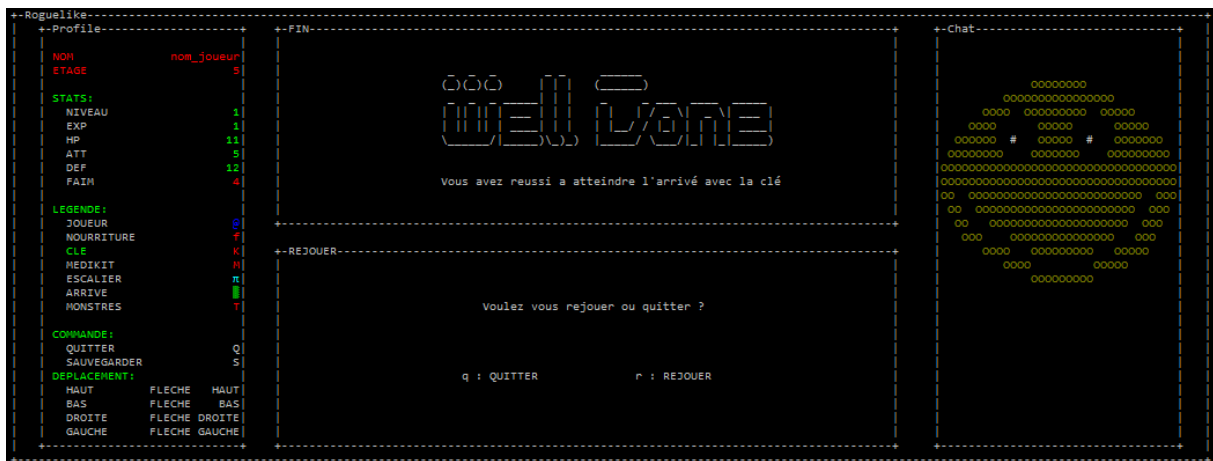 Roguelike
Profile
NOM nom_joueur
ETAGE 5
STATS:
NIVEAU 1
EXP 1
HP 11
ATT 5
DEF 12
FAIM 4
LEGENDE:
JOUEUR @
NOURRITURE f
CLE K
MEDIKIT M
ESCALIER π
ARRIVE
MONSTRES T
COMMANDE:
QUITTER Q
SAUVEGARDER S
DEPLACEMENT:
HAUT FLECHE HAUT
BAS FLECHE BAS
DROITE FLECHE DROITE
GAUCHE FLECHE GAUCHE
FIN
Well Done
Vous avez reussi a atteindre l'arrivé avec la clé
REJOUER
Voulez vous rejouer ou quitter ?
q : QUITTER r : REJOUER
Chat